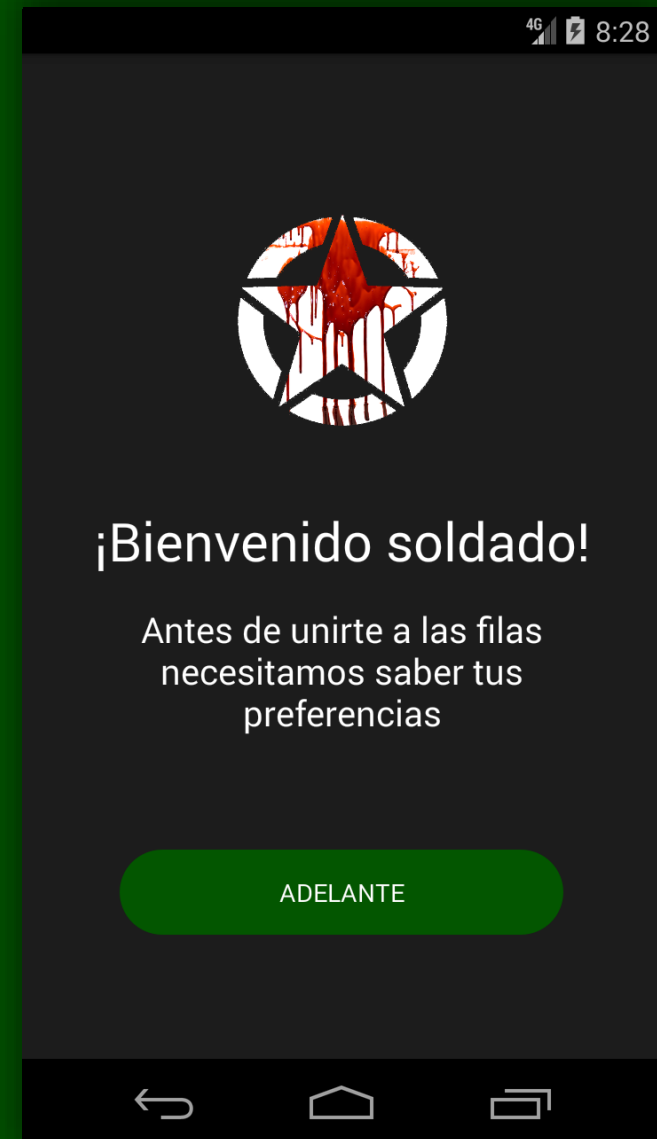 4G 8:28
¡Bienvenido soldado!
Antes de unirte a las filas
necesitamos saber tus
preferencias
ADELANTE